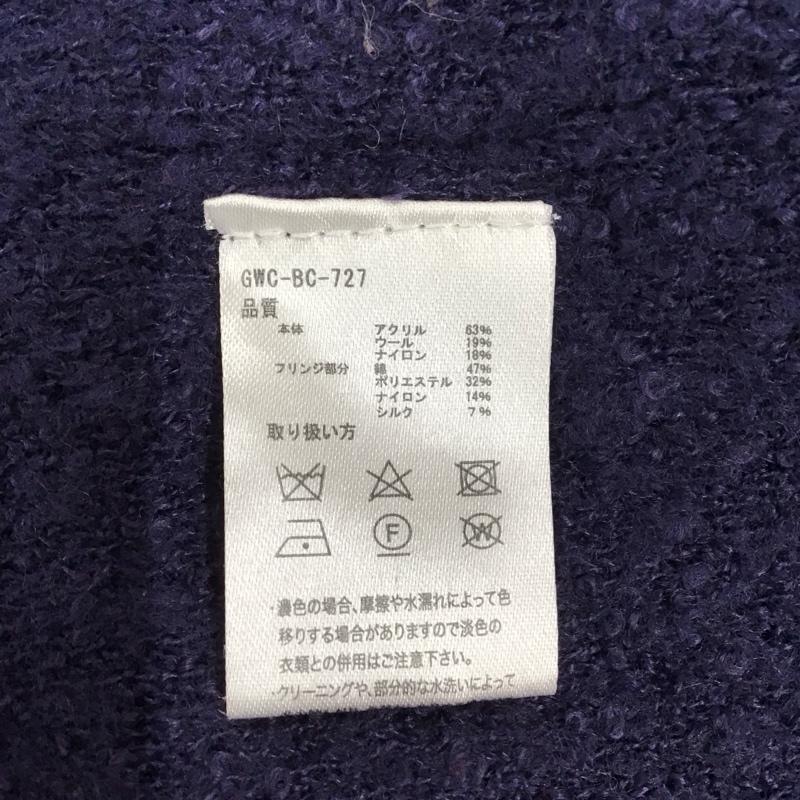 GWC-BC-727
品質
本体 アクリル 63%
ウール 19%
ナイロン 18%
フリンジ部分 綿 47%
ポリエステル 32%
ナイロン 14%
シルク 7%
取り扱い方
F W
・濃色の場合、摩擦や水濡れによって色
移りする場合がありますので淡色の
衣類との併用はご注意下さい。
・クリーニングや、部分的な水洗いによって